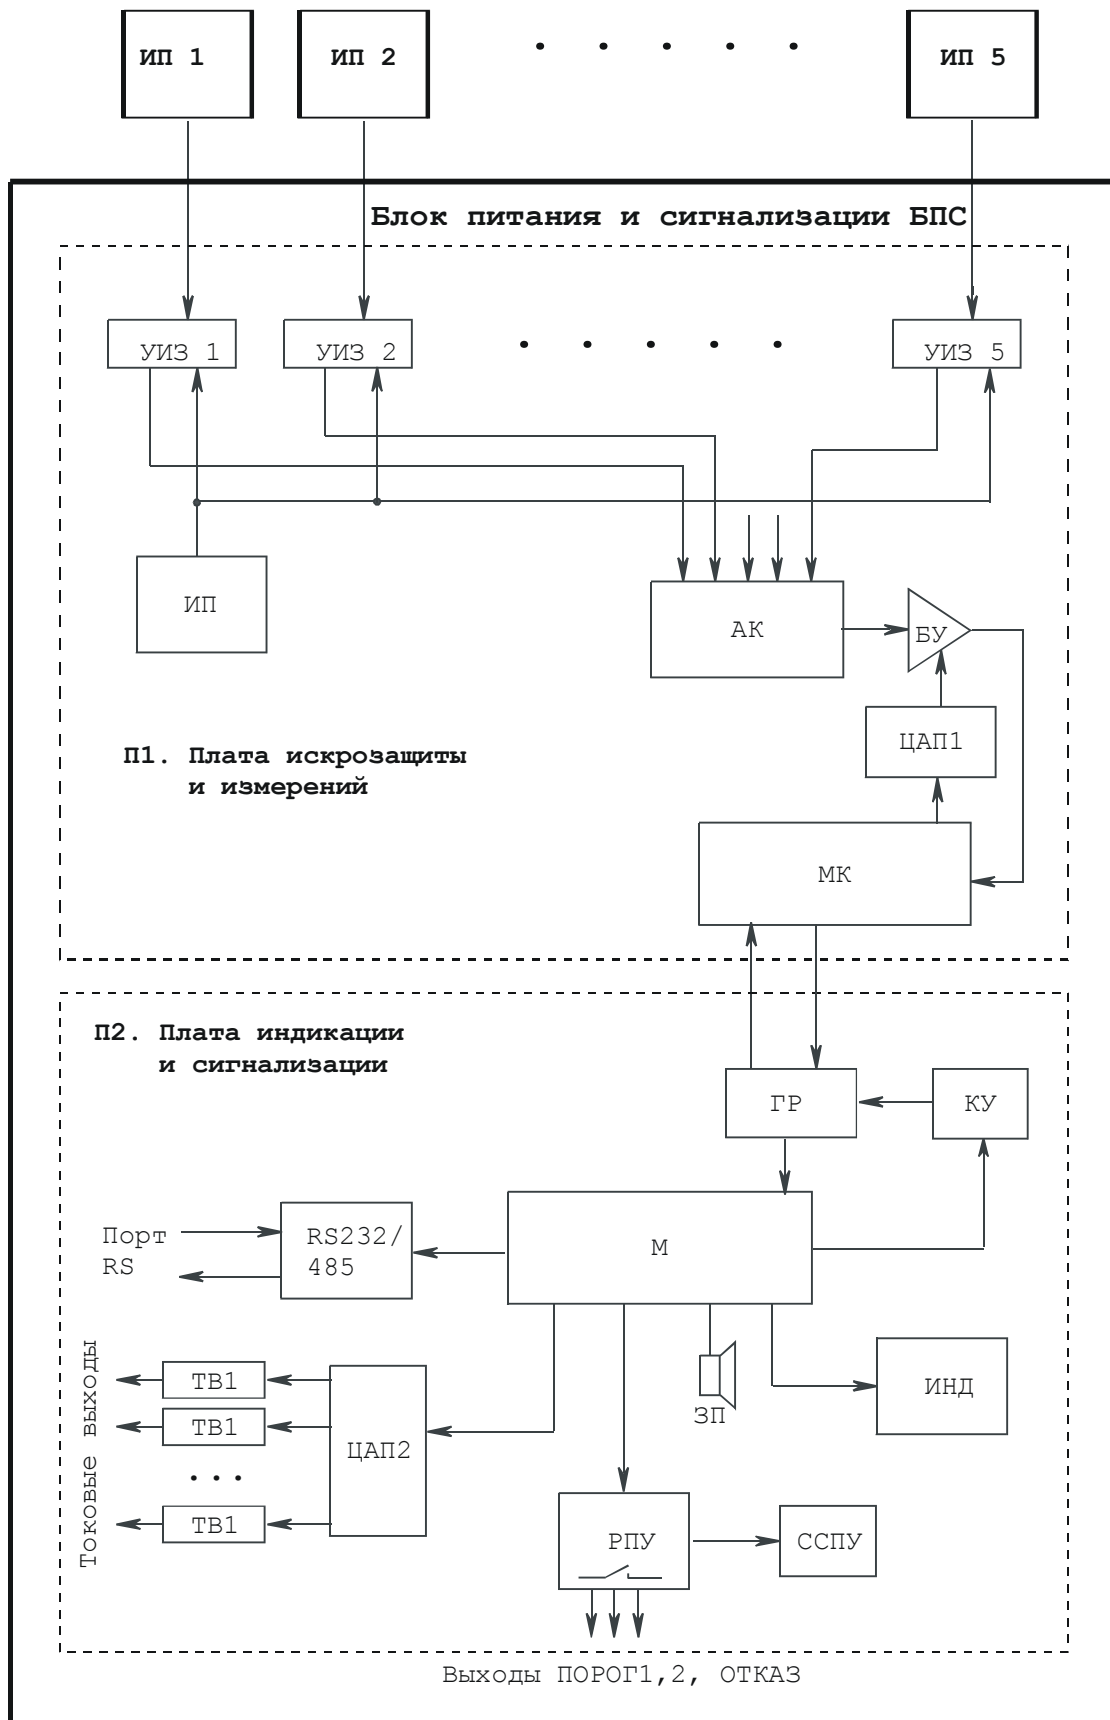 ИП 1
ИП 2
. . . . .
ИП 5
Блок питания и сигнализации БПС
УИЗ 1
УИЗ 2
. . . . .
УИЗ 5
ИП
АК
БУ
ЦАП1
П1. Плата искрозащиты
и измерений
МК
П2. Плата индикации
и сигнализации
ГР
КУ
Порт
RS
RS232/
485
М
Токовые выходы
ТВ1
ТВ1
...
ТВ1
ЦАП2
ЗП
ИНД
РПУ
ССПУ
Выходы ПОРОГ1,2, ОТКАЗ